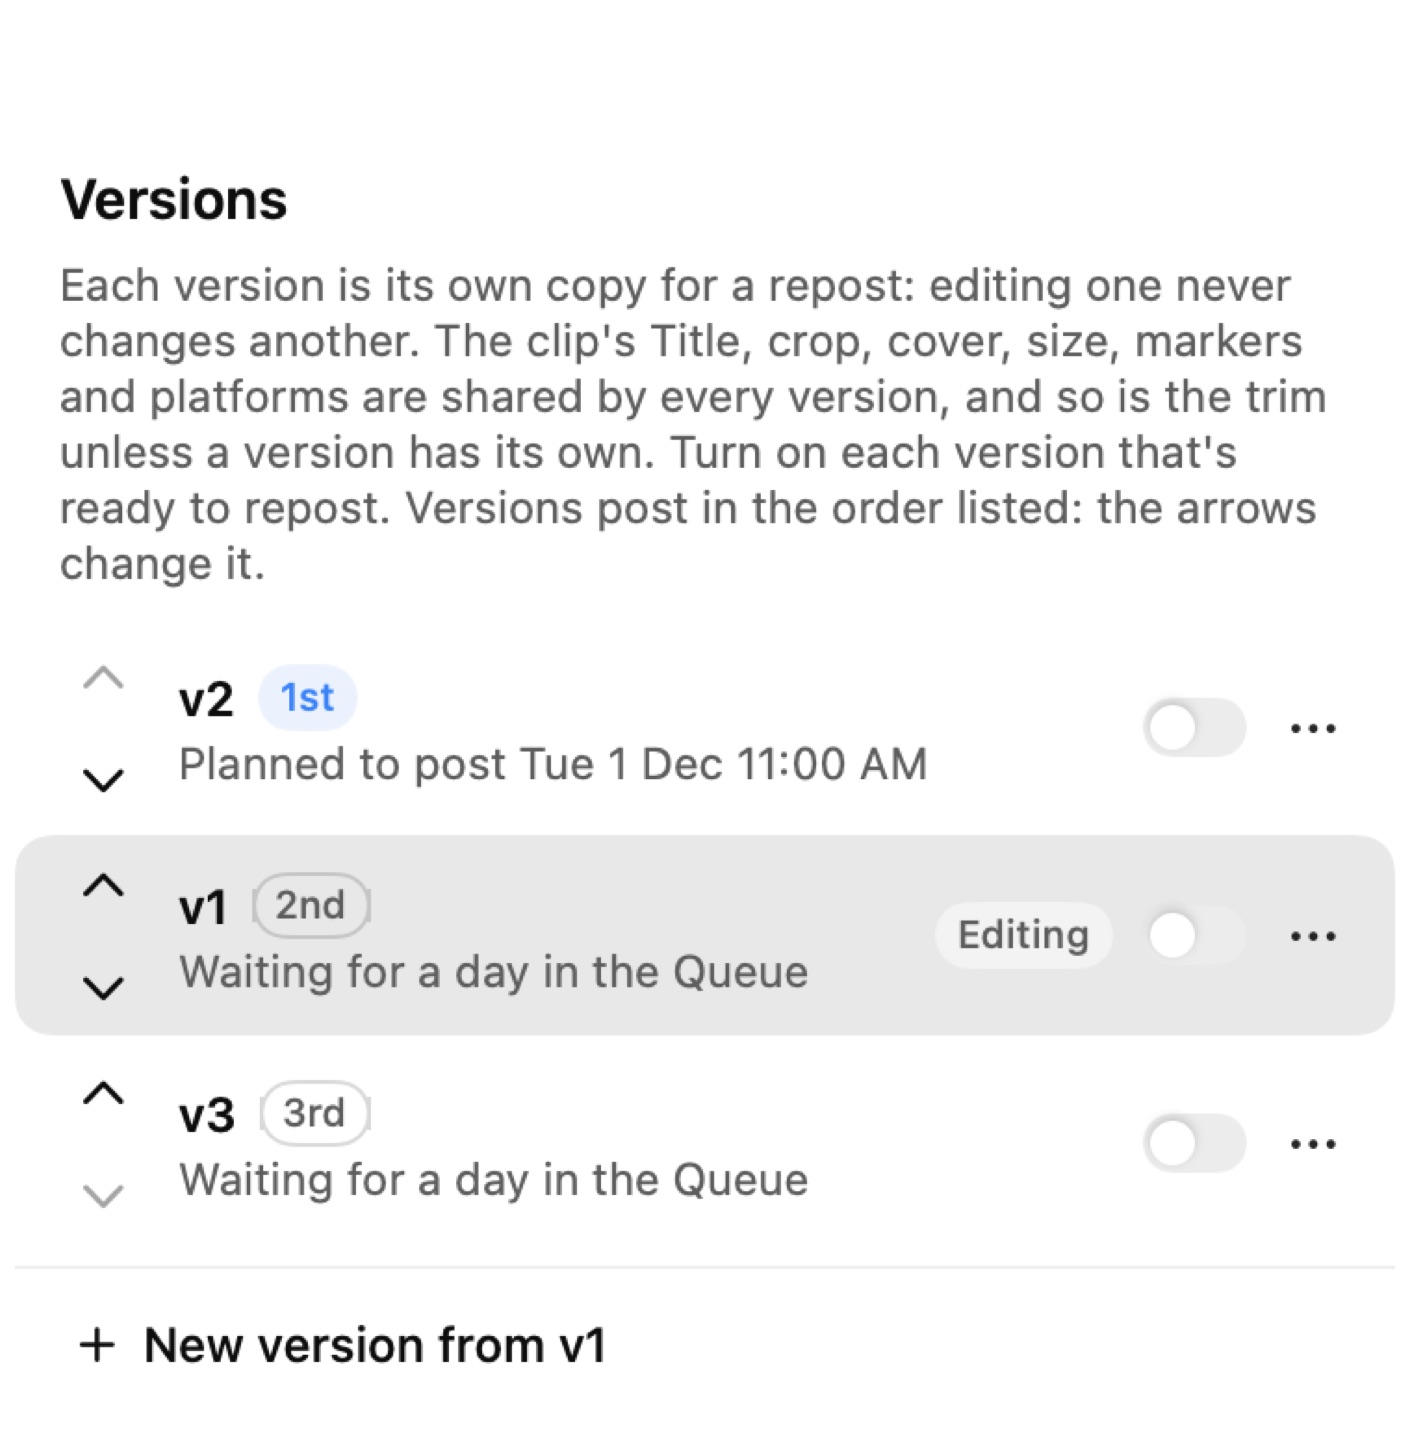 Versions
Each version is its own copy for a repost: editing one never
changes another. The clip's Title, crop, cover, size, markers
and platforms are shared by every version, and so is the trim
unless a version has its own. Turn on each version that's
ready to repost. Versions post in the order listed: the arrows
change it.
v2 1st
Planned to post Tue 1 Dec 11:00 AM
v1 2nd
Waiting for a day in the Queue
Editing
v3 3rd
Waiting for a day in the Queue
+ New version from v1